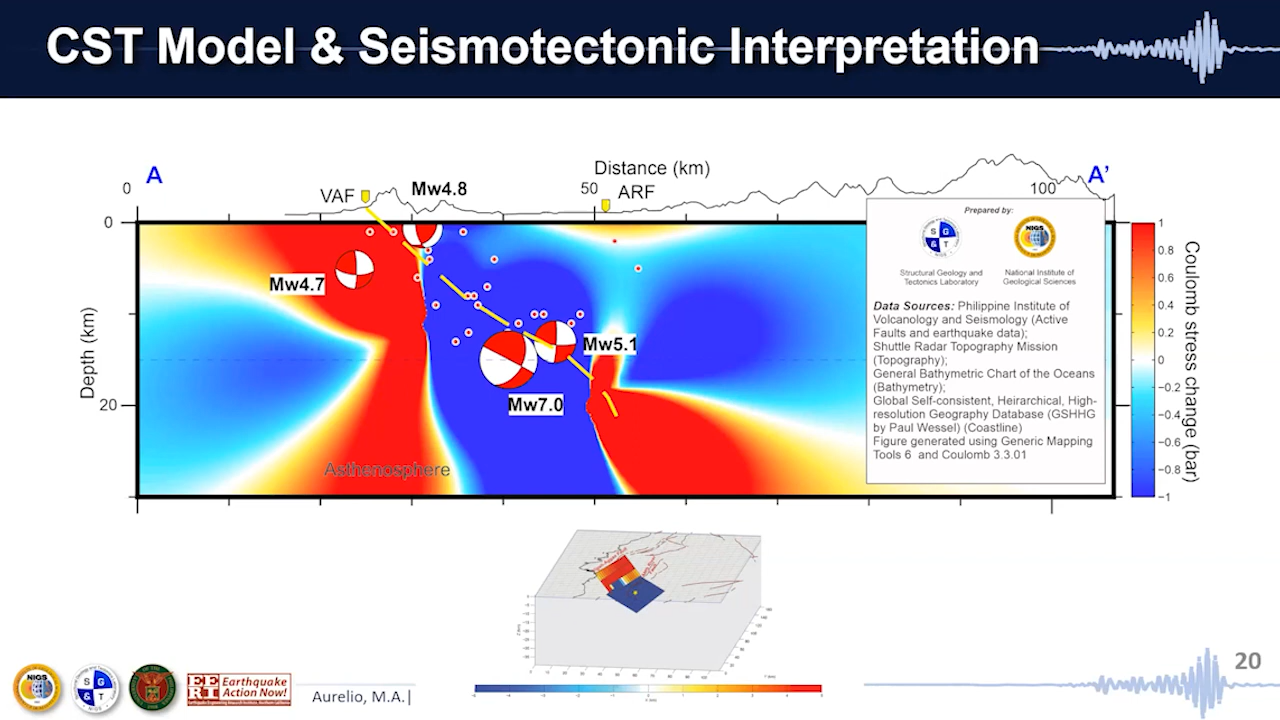 CST Model & Seismotectonic Interpretation
Distance (km)
A
A'
0
50
100
VAF
Mw4.8
ARF
0
20
Depth (km)
Mw4.7
Mw5.1
Mw7.0
Asthenosphere
Prepared by:
SG
&T
NIGS
Structural Geology and
Tectonics Laboratory
National Institute of
Geological Sciences
Data Sources: Philippine Institute of
Volcanology and Seismology (Active
Faults and earthquake data);
Shuttle Radar Topography Mission
(Topography);
General Bathymetric Chart of the Oceans
(Bathymetry);
Global Self-consistent, Heirarchical, High-
resolution Geography Database (GSHHG
by Paul Wessel) (Coastline)
Figure generated using Generic Mapping
Tools 6 and Coulomb 3.3.01
1
0.8
0.6
0.4
0.2
0
−0.2
−0.4
−0.6
−0.8
−1
Coulomb stress change (bar)
NIGS
SG
&T
EE
RI
Earthquake
Action Now!
Aurelio, M.A.|
20